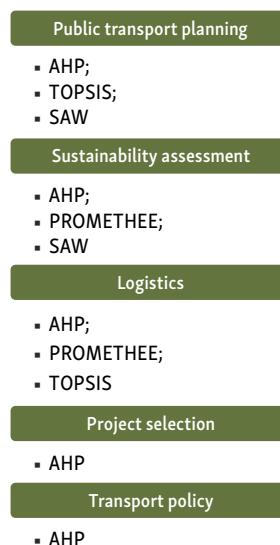 Public transport planning
▪ AHP;
▪ TOPSIS;
▪ SAW
Sustainability assessment
▪ AHP;
▪ PROMETHEE;
▪ SAW
Logistics
▪ AHP;
▪ PROMETHEE;
▪ TOPSIS
Project selection
▪ AHP
Transport policy
▪ AHP